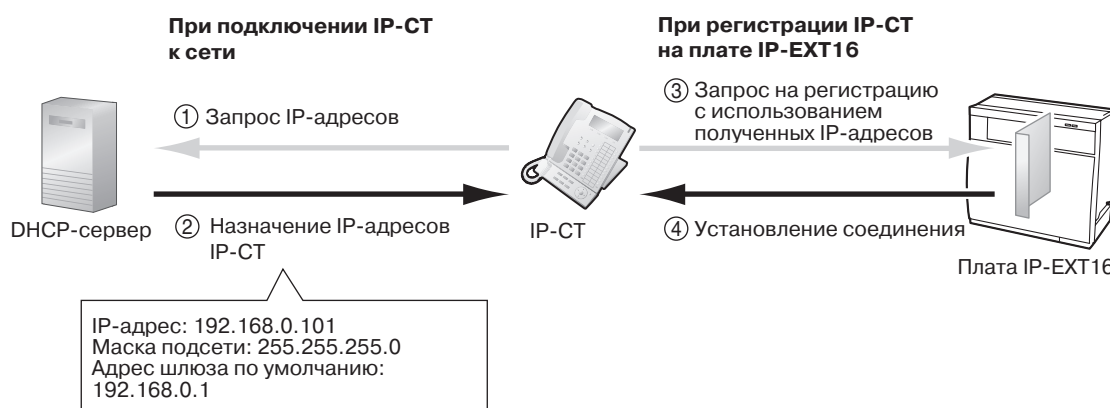 При подключении IP-CT
к сети
При регистрации IP-CT
на плате IP-EXT16
① Запрос IP-адресов
③ Запрос на регистрацию
с использованием
полученных IP-адресов
DHCP-сервер
② Назначение IP-адресов
IP-CT
IP-CT
④ Установление соединения
Плата IP-EXT16
IP-адрес: 192.168.0.101
Маска подсети: 255.255.255.0
Адрес шлюза по умолчанию:
192.168.0.1